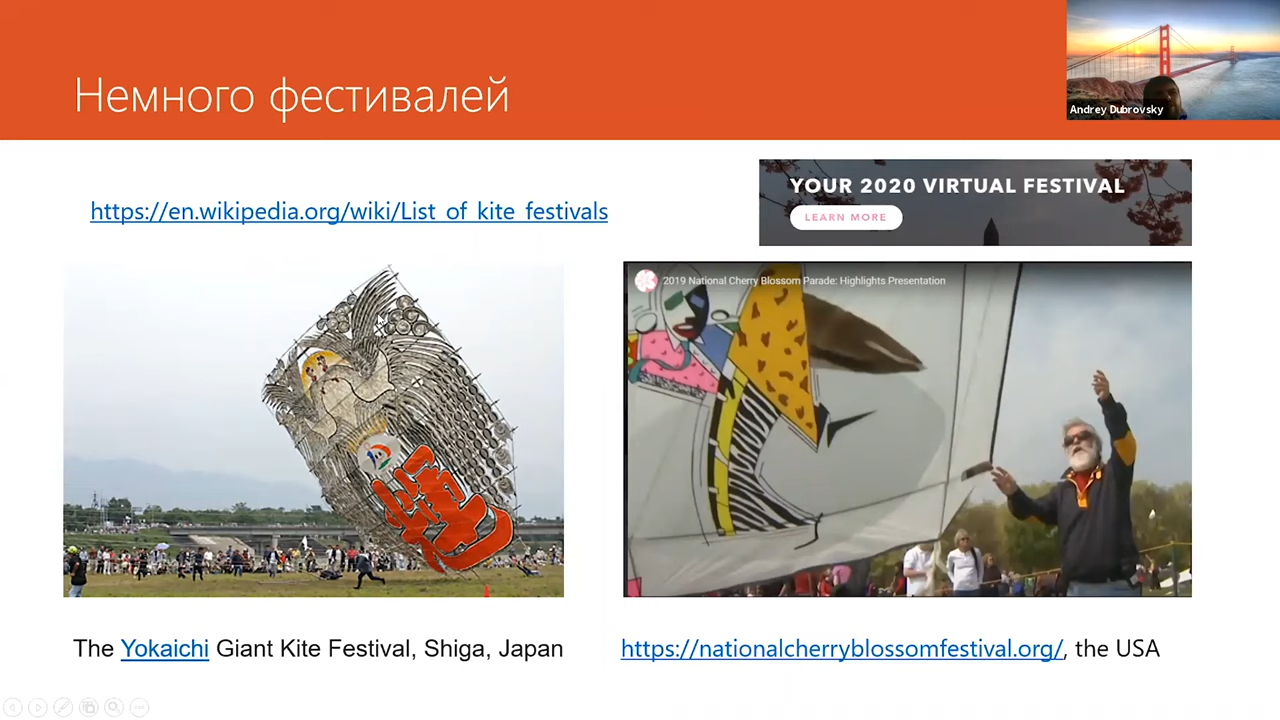 Немного фестивалей
Andrey Dubrovsky
https://en.wikipedia.org/wiki/List_of_kite_festivals
YOUR 2020 VIRTUAL FESTIVAL
LEARN MORE
2019 National Cherry Blossom Parade: Highlights Presentation
The Yokaichi Giant Kite Festival, Shiga, Japan
https://nationalcherryblossomfestival.org/, the USA